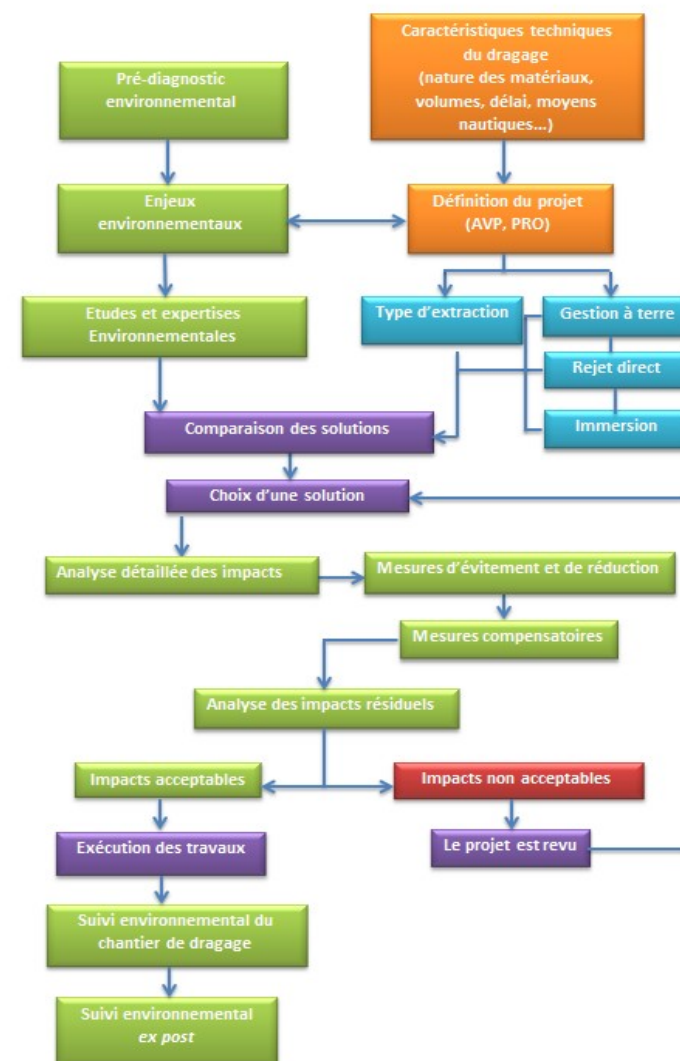 Caractéristiques techniques
du dragage
(nature des matériaux,
volumes, délai, moyens
nautiques...)
Pré-diagnostic
environnemental
Enjeux
environnementaux
Définition du projet
(AVP, PRO)
Etudes et expertises
Environnementales
Type d'extraction
Gestion à terre
Rejet direct
Immersion
Comparaison des solutions
Choix d'une solution
Analyse détaillée des impacts
Mesures d'évitement et de réduction
Mesures compensatoires
Analyse des impacts résiduels
Impacts acceptables
Impacts non acceptables
Exécution des travaux
Le projet est revu
Suivi environnemental du
chantier de dragage
Suivi environnemental
ex post